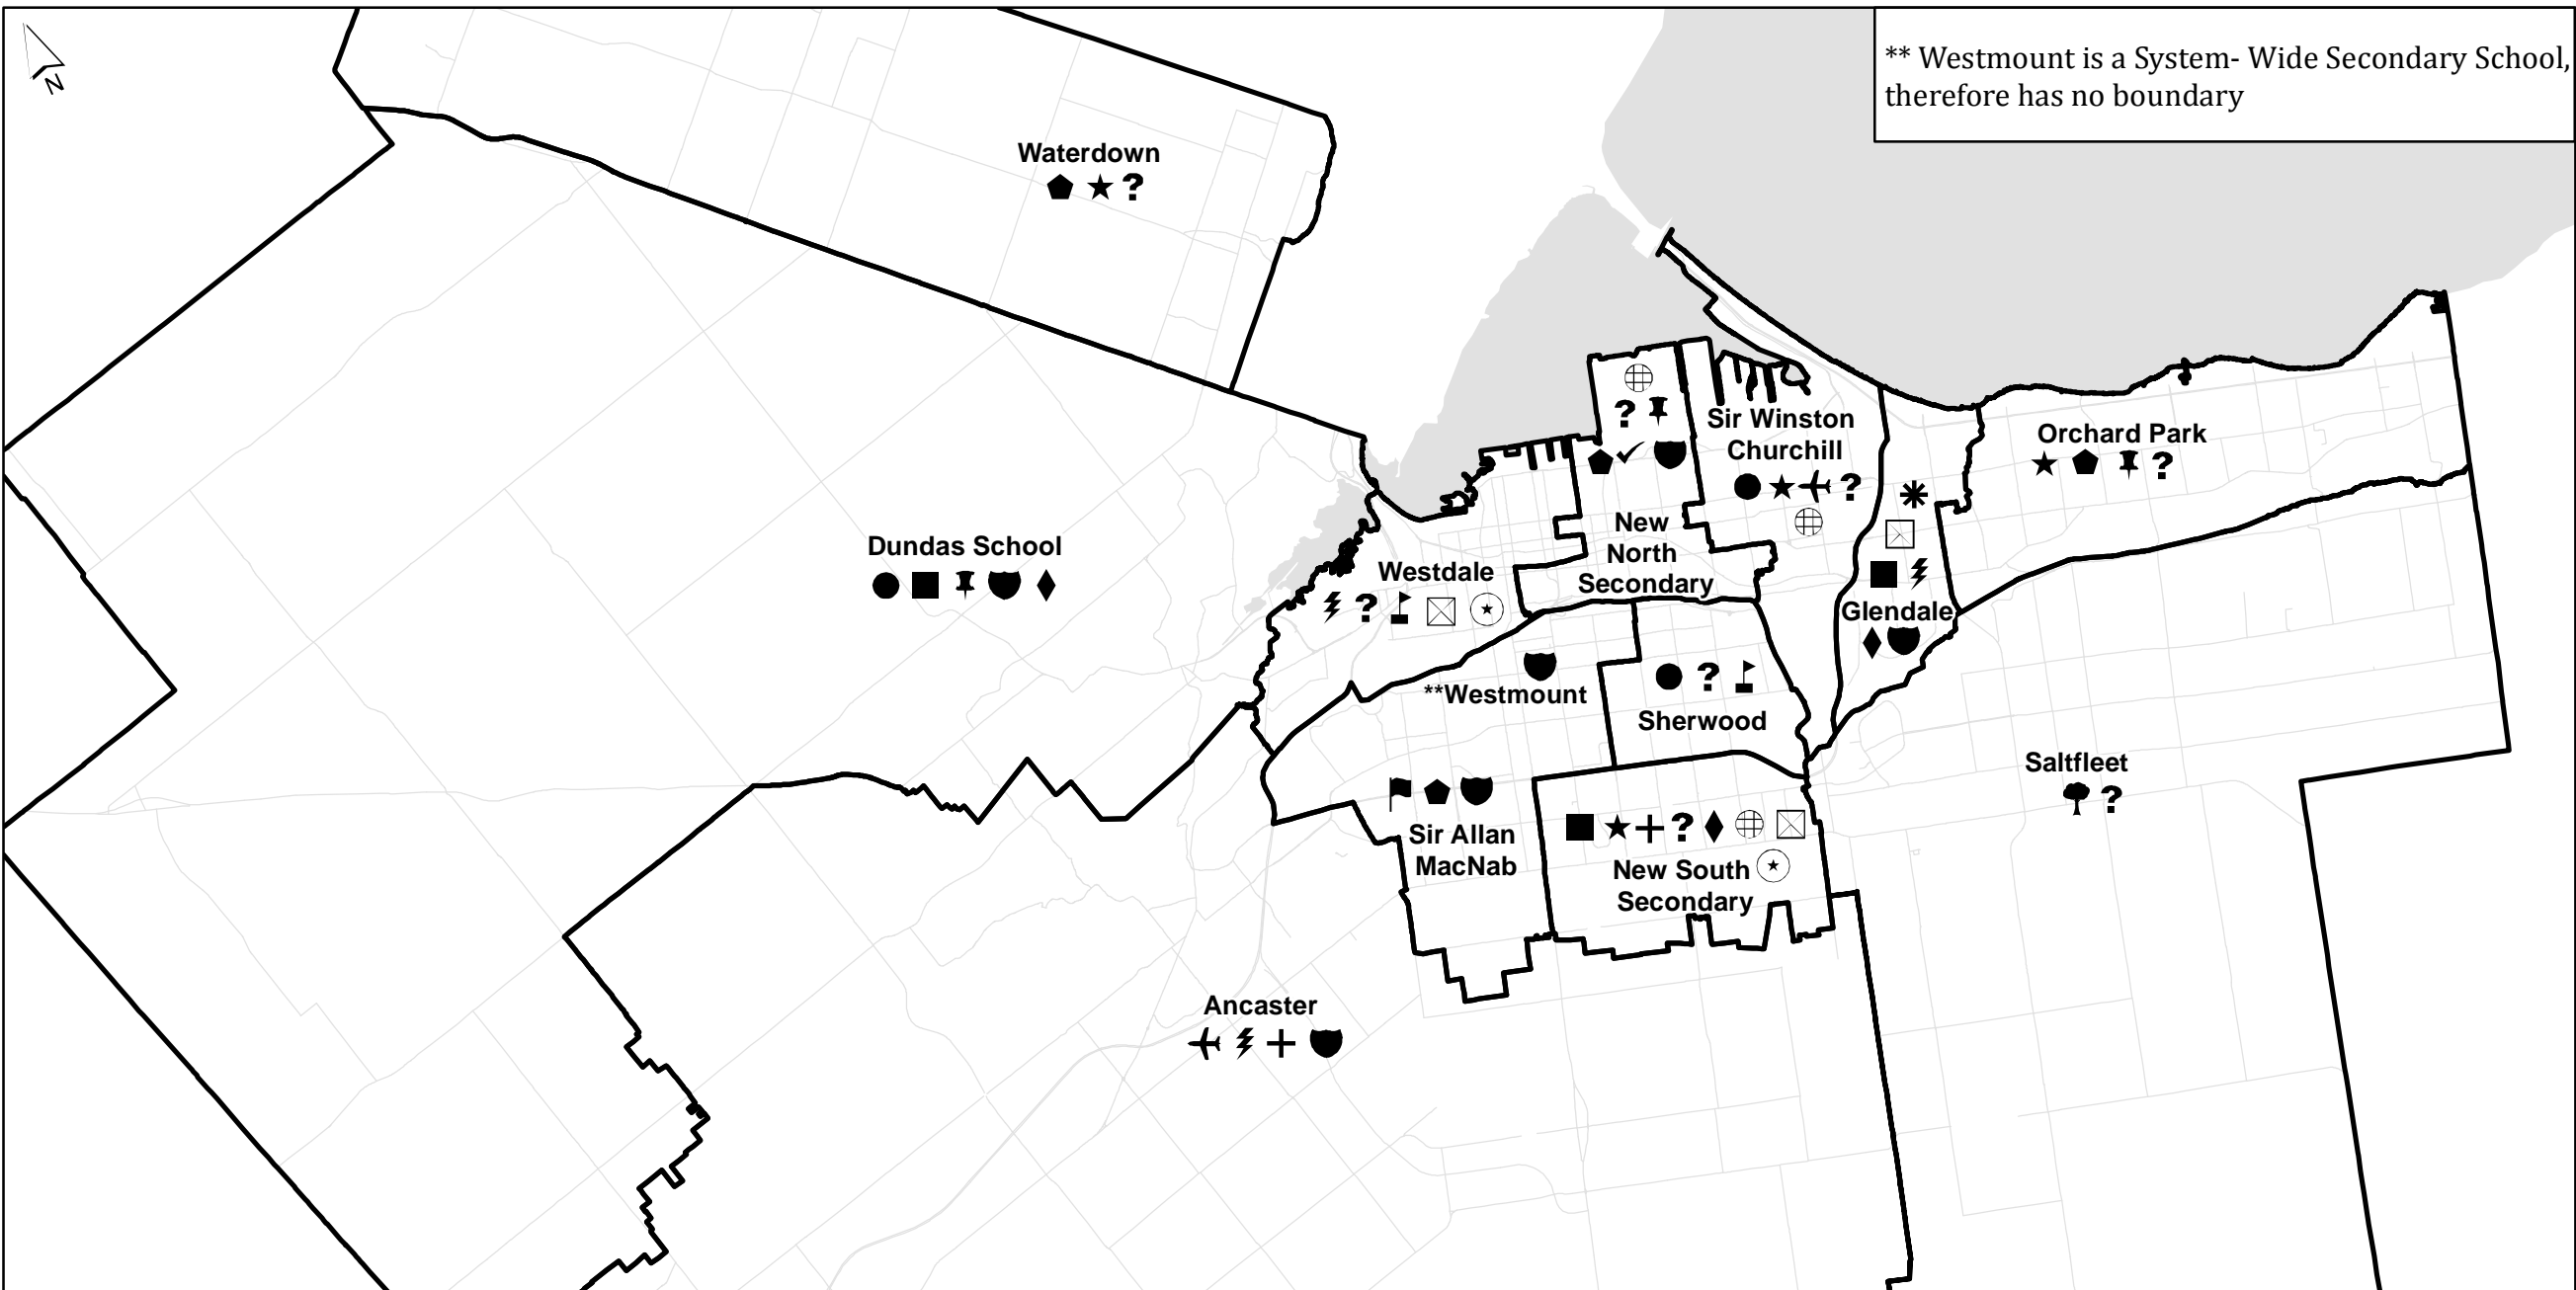 ** Westmount is a System- Wide Secondary School,
therefore has no boundary
N
Waterdown
?
Sir Winston
Churchill
?
?
Orchard Park
?
New
North
Secondary
Dundas School
Westdale
?
Glendale
**Westmount
?
Sherwood
Saltfleet
?
Sir Allan
MacNab
?
New South
Secondary
Ancaster